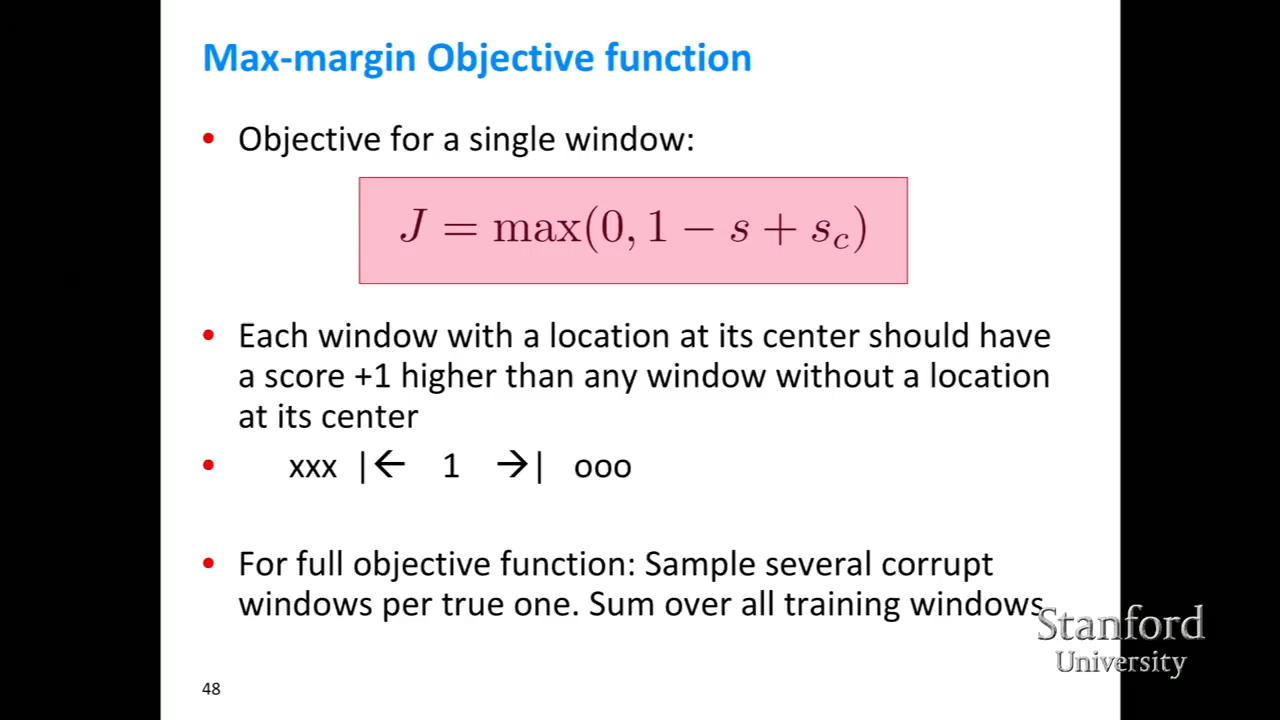 Max-margin Objective function
• Objective for a single window:
J = max(0, 1 − s + s_c)
• Each window with a location at its center should have
a score +1 higher than any window without a location
at its center
• xxx |← 1 →| ooo
• For full objective function: Sample several corrupt
windows per true one. Sum over all training windows.
Stanford
University
48